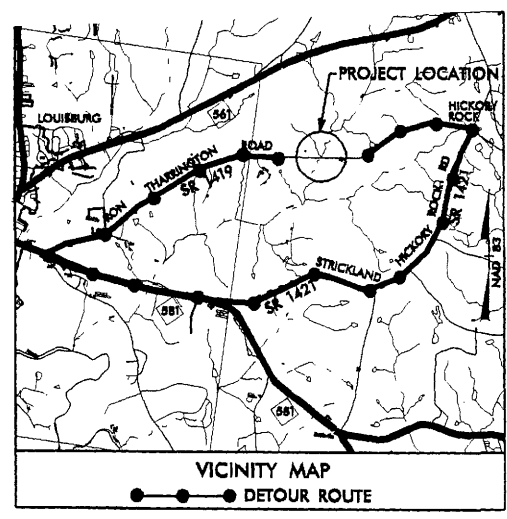 PROJECT LOCATION
HICKORY
ROCK
561
LOUISBURG
THARRINGTON
ROAD
SR 1419
HICKORY ROCK RD
SR 1421
NAD 83
STRICKLAND
SR 1421
581
581
VICINITY MAP
DETOUR ROUTE